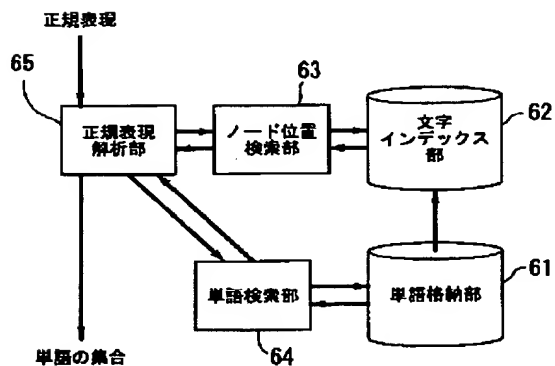 正規表現
65
63
62
正規表現
解析部
ノード位置
検索部
文字
インデックス
部
61
単語検索部
単語格納部
64
単語の集合